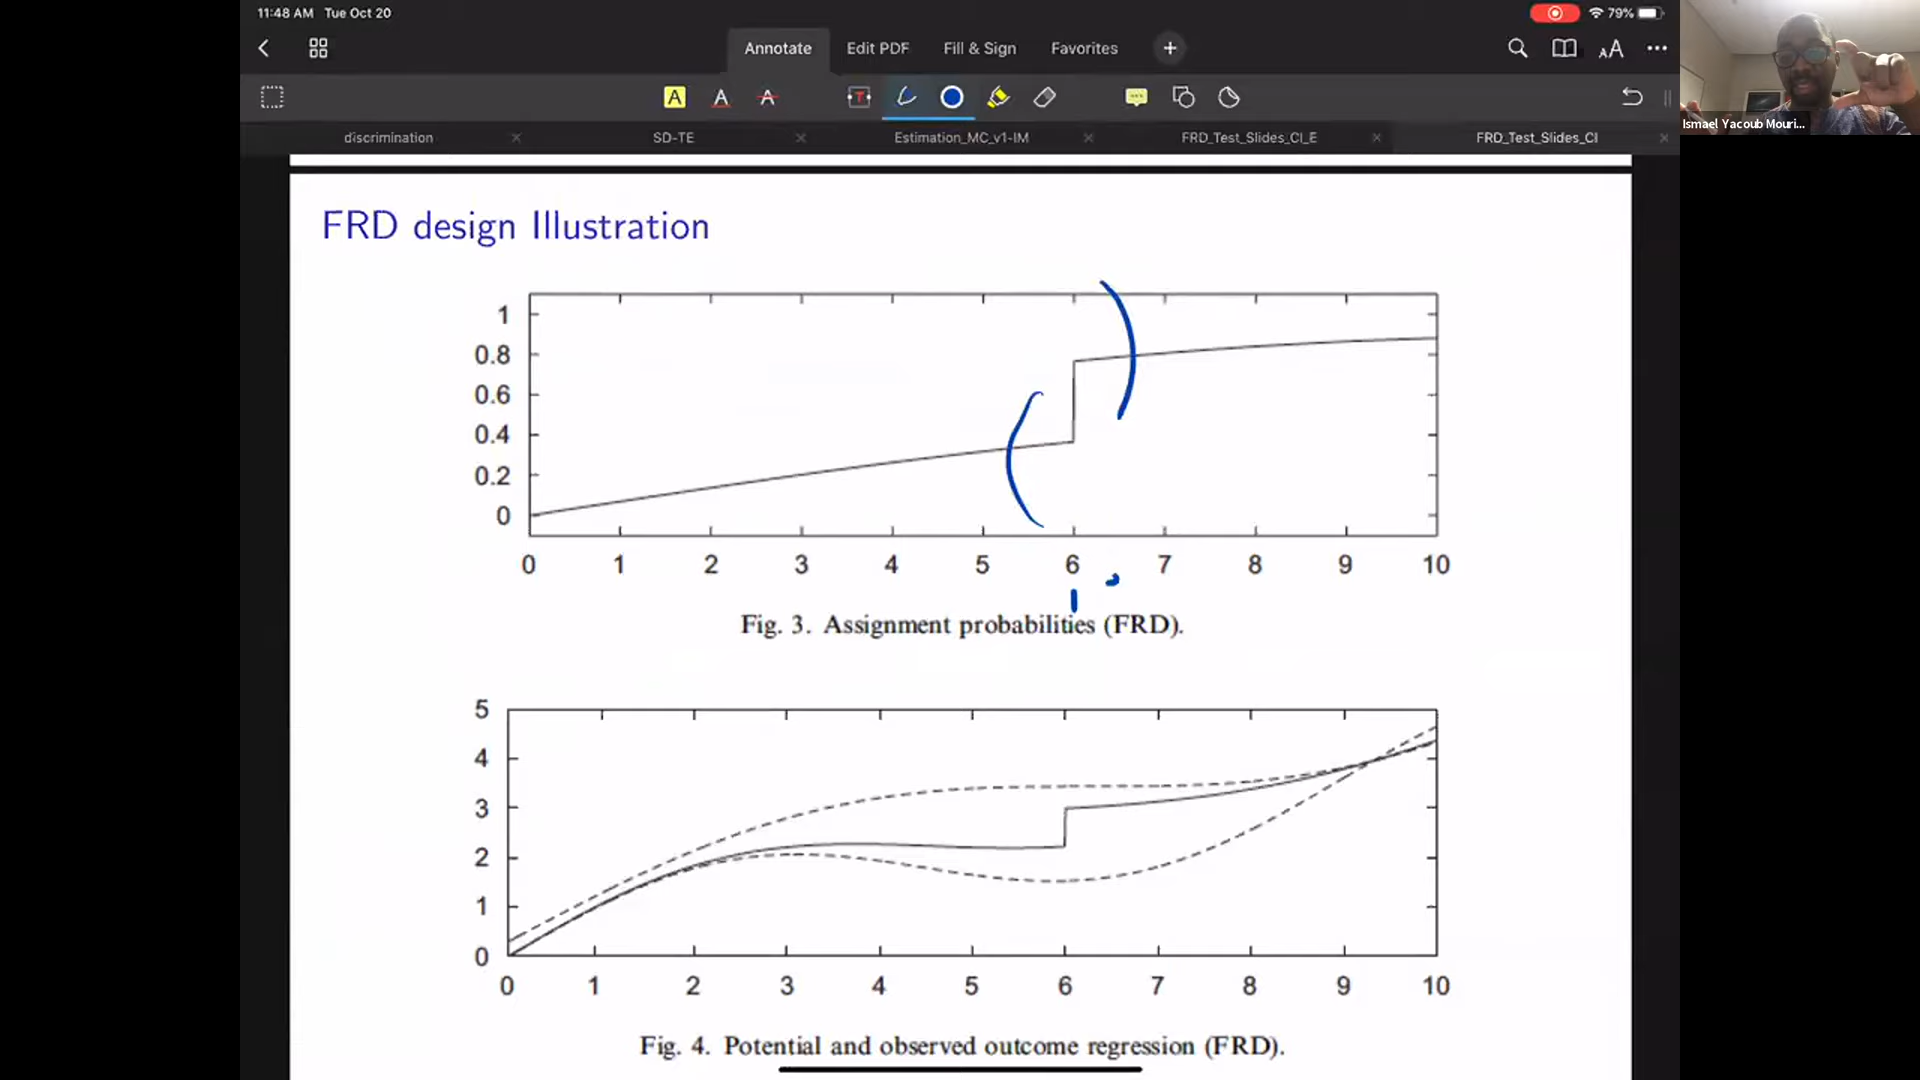 11:48 AM Tue Oct 20
79%
Annotate Edit PDF Fill & Sign Favorites
discrimination SD-TE Estimation_MC_v1-IM FRD_Test_Slides_CI_E FRD_Test_Slides_CI
Ismael Yacoub Mouri...
FRD design Illustration
1
0.8
0.6
0.4
0.2
0
0 1 2 3 4 5 6 7 8 9 10
Fig. 3. Assignment probabilities (FRD).
5
4
3
2
1
0
0 1 2 3 4 5 6 7 8 9 10
Fig. 4. Potential and observed outcome regression (FRD).